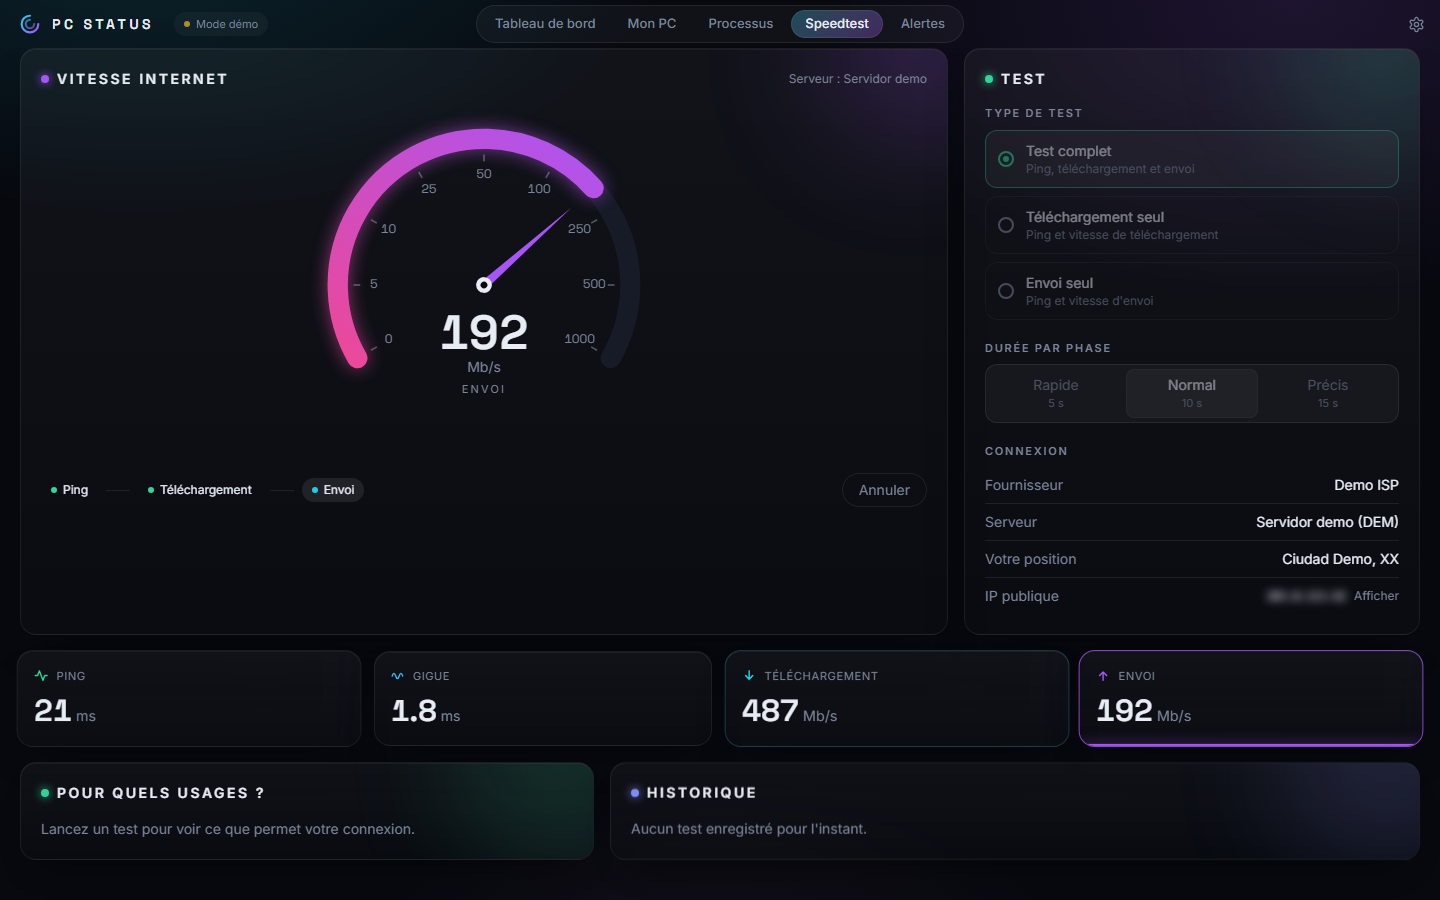 PC STATUS
Mode démo
Tableau de bord
Mon PC
Processus
Speedtest
Alertes
VITESSE INTERNET
Serveur : Servidor demo
0
5
10
25
50
100
250
500
1000
192
Mb/s
ENVOI
Ping
Téléchargement
Envoi
Annuler
TEST
TYPE DE TEST
Test complet
Ping, téléchargement et envoi
Téléchargement seul
Ping et vitesse de téléchargement
Envoi seul
Ping et vitesse d'envoi
DURÉE PAR PHASE
Rapide
5 s
Normal
10 s
Précis
15 s
CONNEXION
Fournisseur
Demo ISP
Serveur
Servidor demo (DEM)
Votre position
Ciudad Demo, XX
IP publique
Afficher
PING
21 ms
GIGUE
1.8 ms
TÉLÉCHARGEMENT
487 Mb/s
ENVOI
192 Mb/s
POUR QUELS USAGES ?
Lancez un test pour voir ce que permet votre connexion.
HISTORIQUE
Aucun test enregistré pour l'instant.